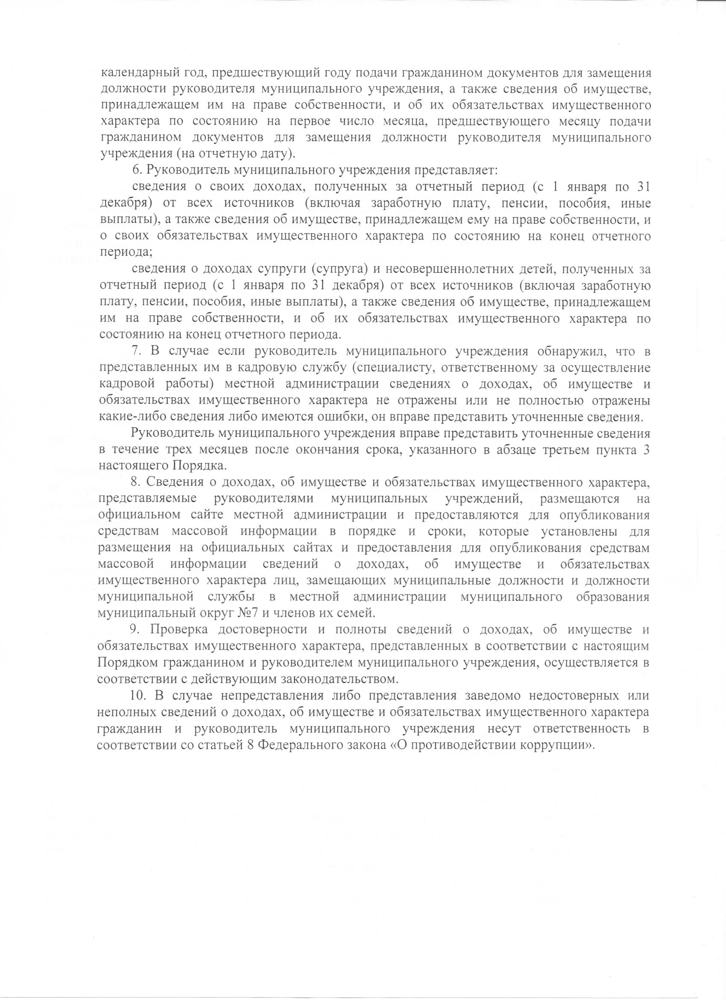 календарный год, предшествующий году подачи гражданином документов для замещения
должности руководителя муниципального учреждения, а также сведения об имуществе,
принадлежащем им на праве собственности, и об их обязательствах имущественного
характера по состоянию на первое число месяца, предшествующего месяцу подачи
гражданином документов для замещения должности руководителя муниципального
учреждения (на отчетную дату).
6. Руководитель муниципального учреждения представляет:
сведения о своих доходах, полученных за отчетный период (с 1 января по 31
декабря) от всех источников (включая заработную плату, пенсии, пособия, иные
выплаты), а также сведения об имуществе, принадлежащем ему на праве собственности, и
о своих обязательствах имущественного характера по состоянию на конец отчетного
периода;
сведения о доходах супруги (супруга) и несовершеннолетних детей, полученных за
отчетный период (с 1 января по 31 декабря) от всех источников (включая заработную
плату, пенсии, пособия, иные выплаты), а также сведения об имуществе, принадлежащем
им на праве собственности, и об их обязательствах имущественного характера по
состоянию на конец отчетного периода.
7. В случае если руководитель муниципального учреждения обнаружил, что в
представленных им в кадровую службу (специалисту, ответственному за осуществление
кадровой работы) местной администрации сведениях о доходах, об имуществе и
обязательствах имущественного характера не отражены или не полностью отражены
какие-либо сведения либо имеются ошибки, он вправе представить уточненные сведения.
Руководитель муниципального учреждения вправе представить уточненные сведения
в течение трех месяцев после окончания срока, указанного в абзаце третьем пункта 3
настоящего Порядка.
8. Сведения о доходах, об имуществе и обязательствах имущественного характера,
представляемые руководителями муниципальных учреждений, размещаются на
официальном сайте местной администрации и предоставляются для опубликования
средствам массовой информации в порядке и сроки, которые установлены для
размещения на официальных сайтах и предоставления для опубликования средствам
массовой информации сведений о доходах, об имуществе и обязательствах
имущественного характера лиц, замещающих муниципальные должности и должности
муниципальной службы в местной администрации муниципального образования
муниципальный округ №7 и членов их семей.
9. Проверка достоверности и полноты сведений о доходах, об имуществе и
обязательствах имущественного характера, представленных в соответствии с настоящим
Порядком гражданином и руководителем муниципального учреждения, осуществляется в
соответствии с действующим законодательством.
10. В случае непредставления либо представления заведомо недостоверных или
неполных сведений о доходах, об имуществе и обязательствах имущественного характера
гражданин и руководитель муниципального учреждения несут ответственность в
соответствии со статьей 8 Федерального закона «О противодействии коррупции».